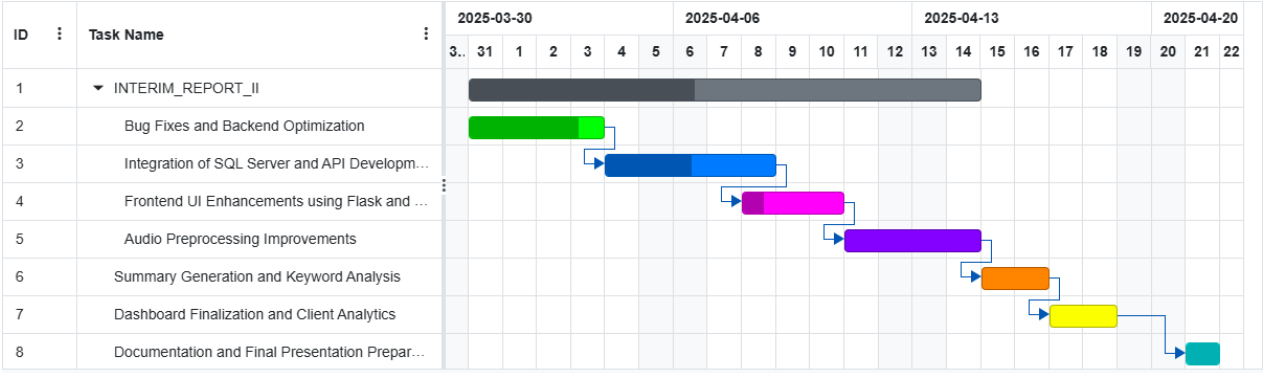 ID Task Name 2025-03-30 2025-04-06 2025-04-13 2025-04-20
3.. 31 1 2 3 4 5 6 7 8 9 10 11 12 13 14 15 16 17 18 19 20 21 22
1 INTERIM_REPORT_II
2 Bug Fixes and Backend Optimization
3 Integration of SQL Server and API Developm...
4 Frontend UI Enhancements using Flask and ...
5 Audio Preprocessing Improvements
6 Summary Generation and Keyword Analysis
7 Dashboard Finalization and Client Analytics
8 Documentation and Final Presentation Prepar...